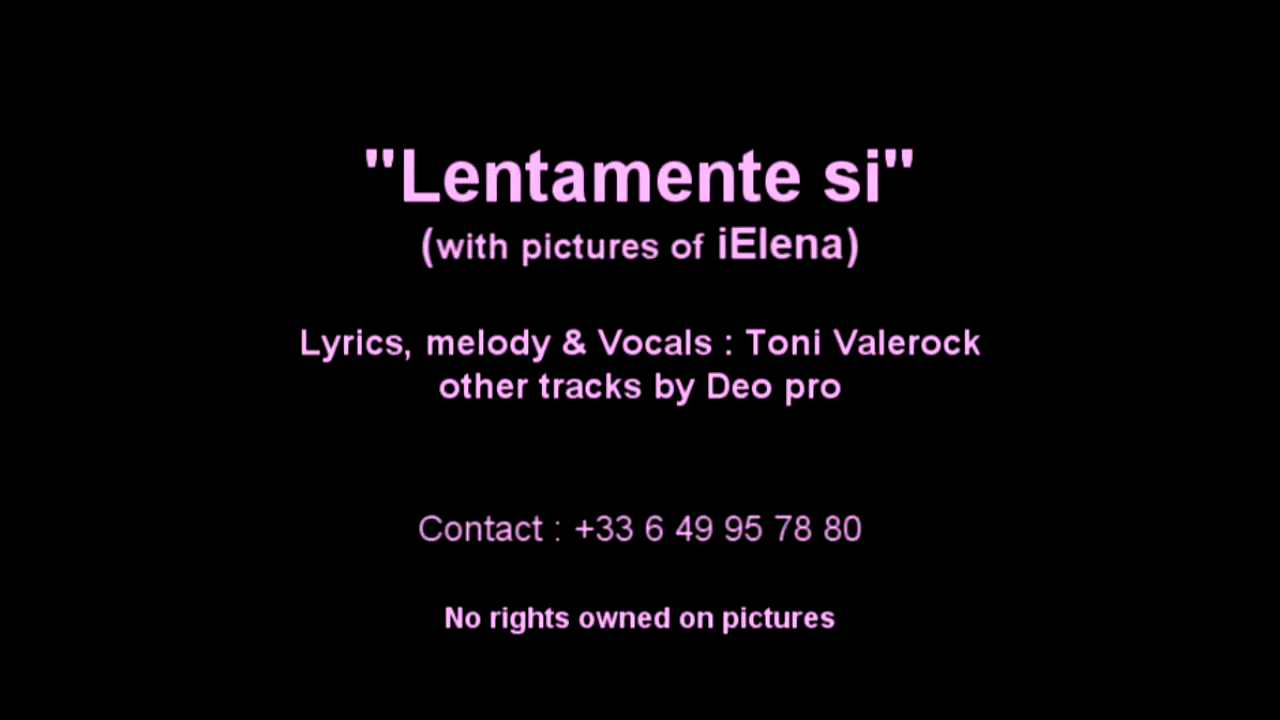 "Lentamente si"
(with pictures of iElena)
Lyrics, melody & Vocals : Toni Valerock
other tracks by Deo pro
Contact : +33 6 49 95 78 80
No rights owned on pictures